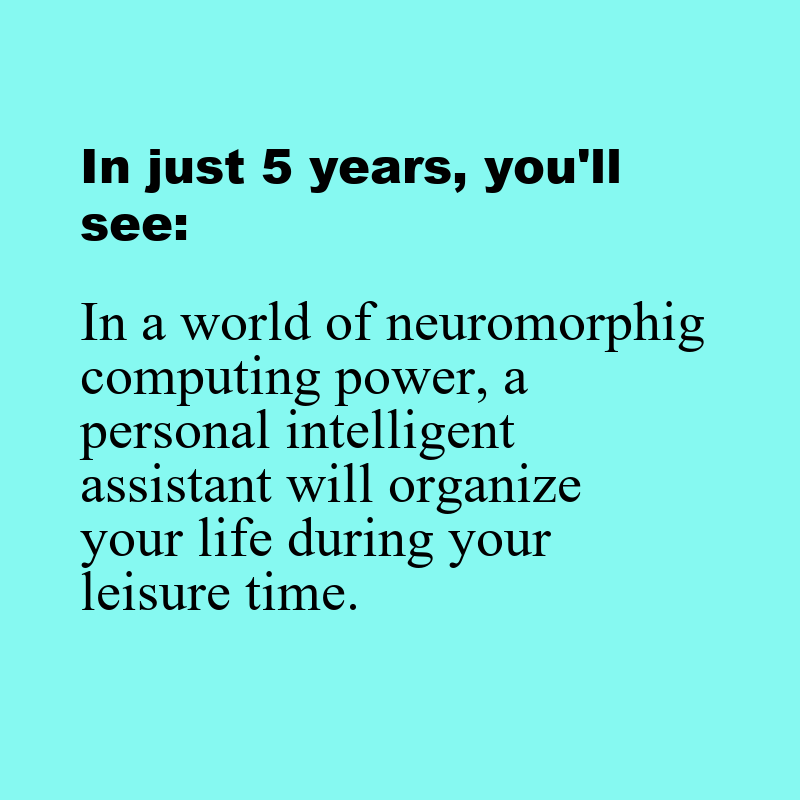 In just 5 years, you'll
see:
In a world of neuromorphig
computing power, a
personal intelligent
assistant will organize
your life during your
leisure time.